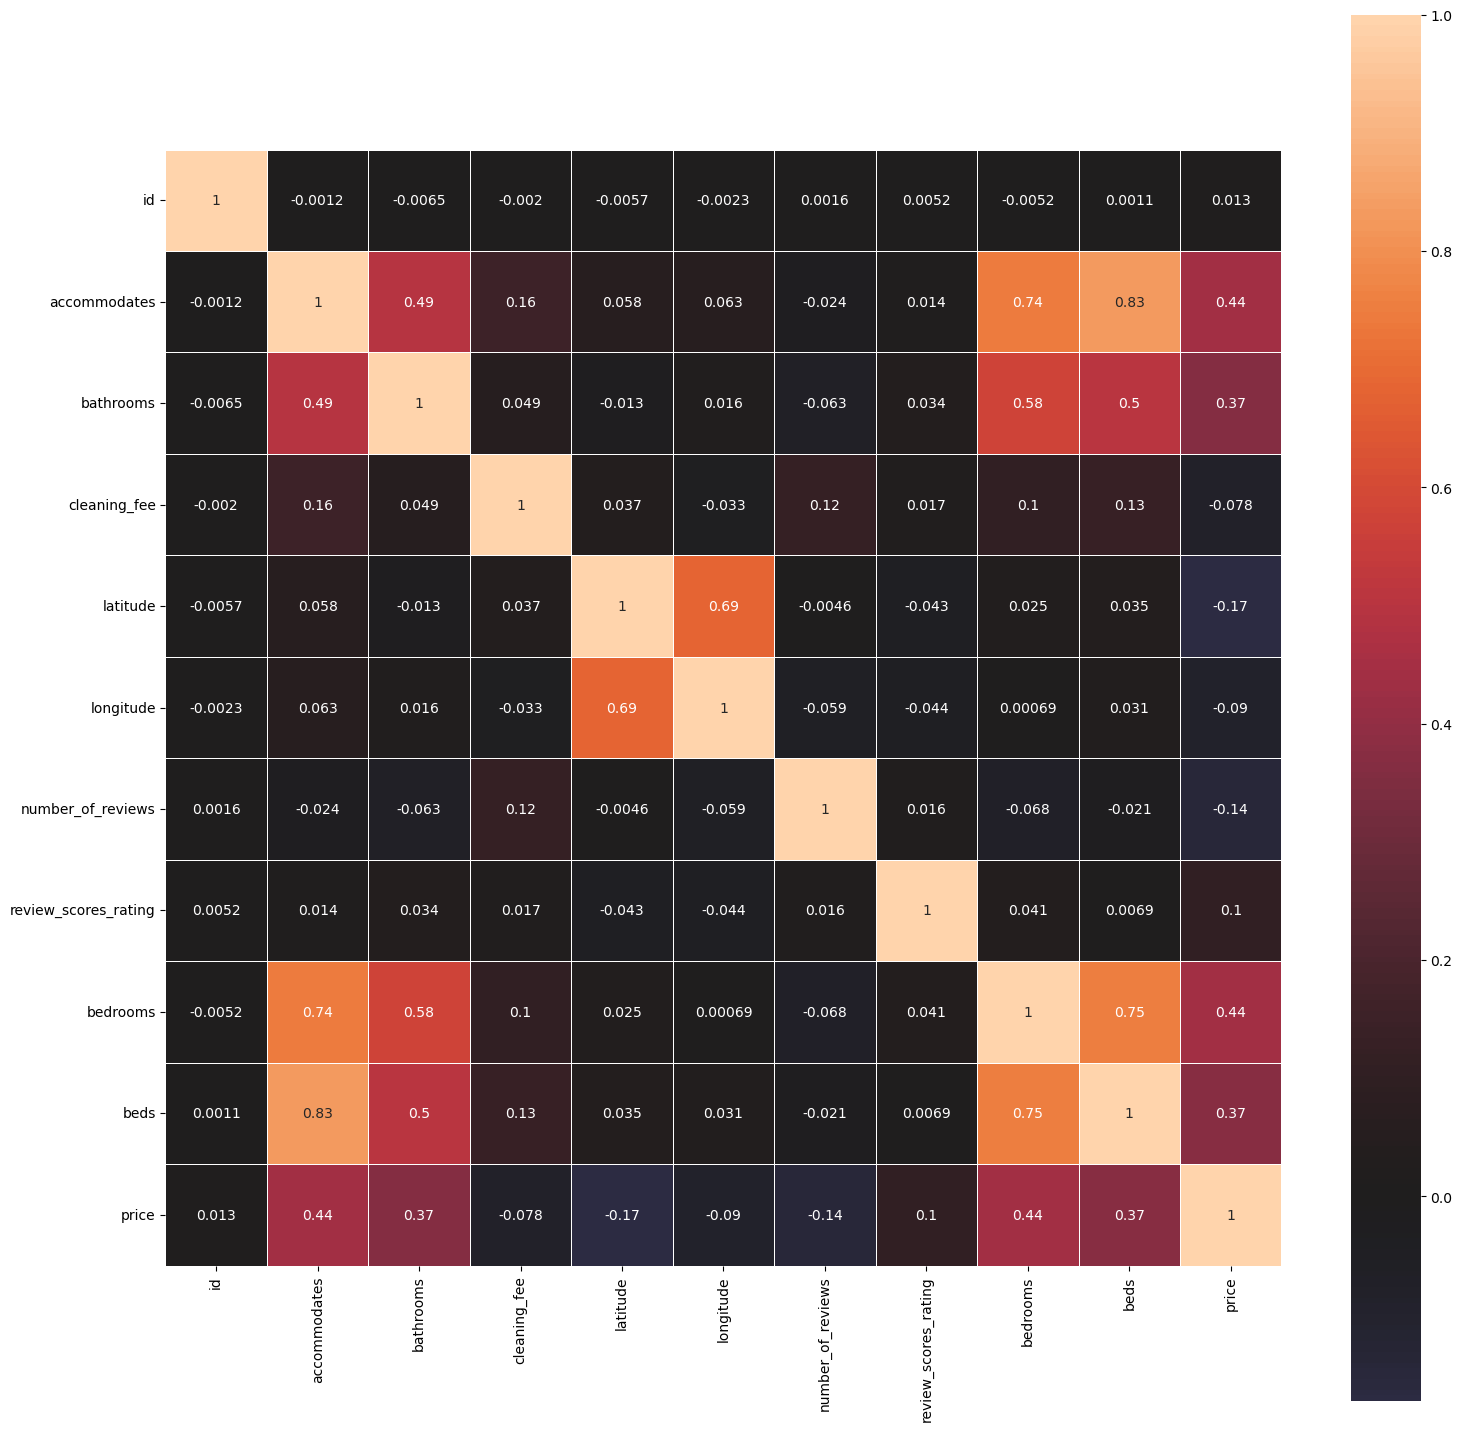 1.0
id 1 -0.0012 -0.0065 -0.002 -0.0057 -0.0023 0.0016 0.0052 -0.0052 0.0011 0.013
0.8
accommodates -0.0012 1 0.49 0.16 0.058 0.063 -0.024 0.014 0.74 0.83 0.44
bathrooms -0.0065 0.49 1 0.049 -0.013 0.016 -0.063 0.034 0.58 0.5 0.37
0.6
cleaning_fee -0.002 0.16 0.049 1 0.037 -0.033 0.12 0.017 0.1 0.13 -0.078
latitude -0.0057 0.058 -0.013 0.037 1 0.69 -0.0046 -0.043 0.025 0.035 -0.17
longitude -0.0023 0.063 0.016 -0.033 0.69 1 -0.059 -0.044 0.00069 0.031 -0.09
0.4
number_of_reviews 0.0016 -0.024 -0.063 0.12 -0.0046 -0.059 1 0.016 -0.068 -0.021 -0.14
review_scores_rating 0.0052 0.014 0.034 0.017 -0.043 -0.044 0.016 1 0.041 0.0069 0.1
0.2
bedrooms -0.0052 0.74 0.58 0.1 0.025 0.00069 -0.068 0.041 1 0.75 0.44
beds 0.0011 0.83 0.5 0.13 0.035 0.031 -0.021 0.0069 0.75 1 0.37
0.0
price 0.013 0.44 0.37 -0.078 -0.17 -0.09 -0.14 0.1 0.44 0.37 1
id
accommodates
bathrooms
cleaning_fee
latitude
longitude
number_of_reviews
review_scores_rating
bedrooms
beds
price